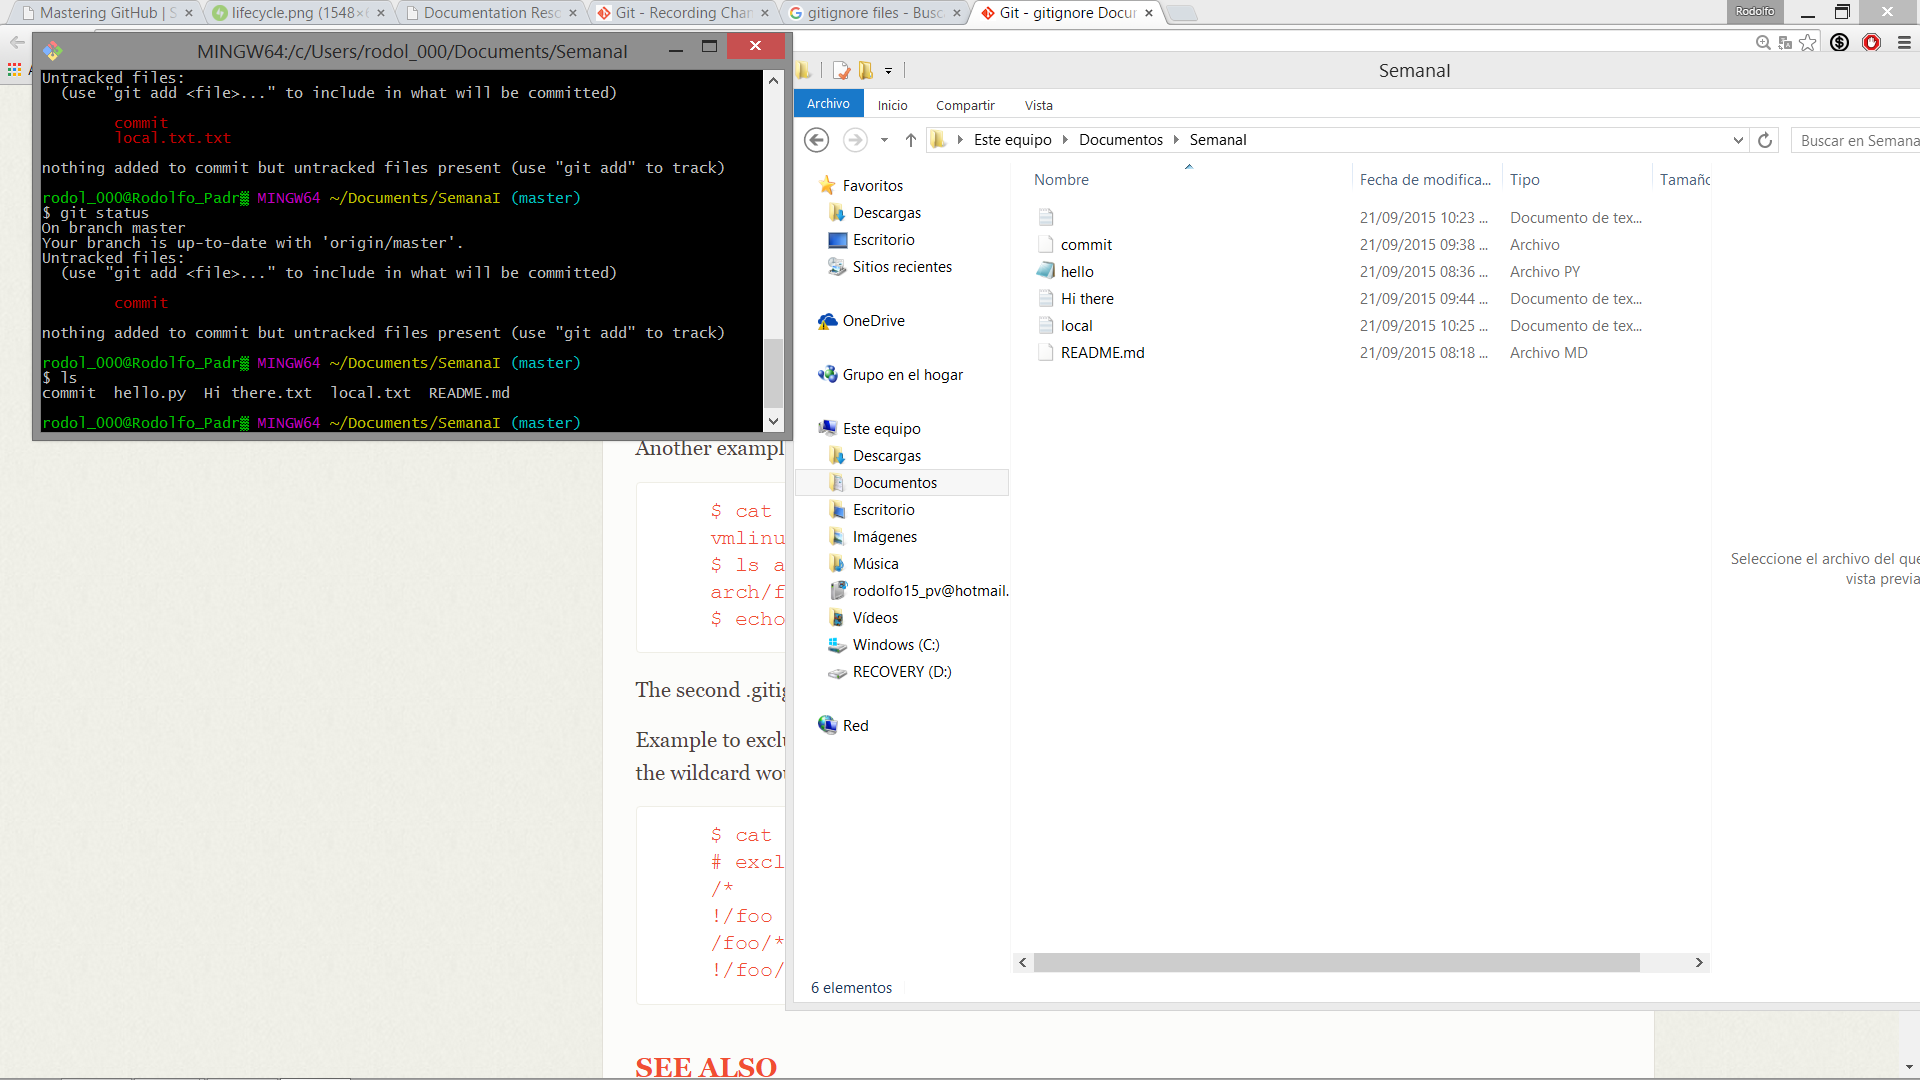 Mastering GitHub | S
lifecycle.png (1548×6
Documentation Reso
Git - Recording Chan
gitignore files - Busc
Git - gitignore Docum
Rodolfo
MINGW64:/c/Users/rodol_000/Documents/SemanaI
Untracked files:
(use "git add <file>..." to include in what will be committed)
commit
local.txt.txt
nothing added to commit but untracked files present (use "git add" to track)
rodol_000@Rodolfo_Padr▒ MINGW64 ~/Documents/SemanaI (master)
$ git status
On branch master
Your branch is up-to-date with 'origin/master'.
Untracked files:
(use "git add <file>..." to include in what will be committed)
commit
nothing added to commit but untracked files present (use "git add" to track)
rodol_000@Rodolfo_Padr▒ MINGW64 ~/Documents/SemanaI (master)
$ ls
commit hello.py Hi there.txt local.txt README.md
rodol_000@Rodolfo_Padr▒ MINGW64 ~/Documents/SemanaI (master)
Another exampl
$ cat
vmlinu
$ ls a
arch/f
$ echo
The second .gitig
Example to exclu
the wildcard wou
$ cat
# excl
/*
!/foo
/foo/*
!/foo/
SEE ALSO
SemanaI
Archivo Inicio Compartir Vista
Este equipo Documentos SemanaI
Buscar en Semana
Favoritos
Descargas
Escritorio
Sitios recientes
OneDrive
Grupo en el hogar
Este equipo
Descargas
Documentos
Escritorio
Imágenes
Música
rodolfo15_pv@hotmail.
Vídeos
Windows (C:)
RECOVERY (D:)
Red
Nombre Fecha de modifica... Tipo Tamaño
21/09/2015 10:23 ... Documento de tex...
commit 21/09/2015 09:38 ... Archivo
hello 21/09/2015 08:36 ... Archivo PY
Hi there 21/09/2015 09:44 ... Documento de tex...
local 21/09/2015 10:25 ... Documento de tex...
README.md 21/09/2015 08:18 ... Archivo MD
Seleccione el archivo del que
vista previa
6 elementos